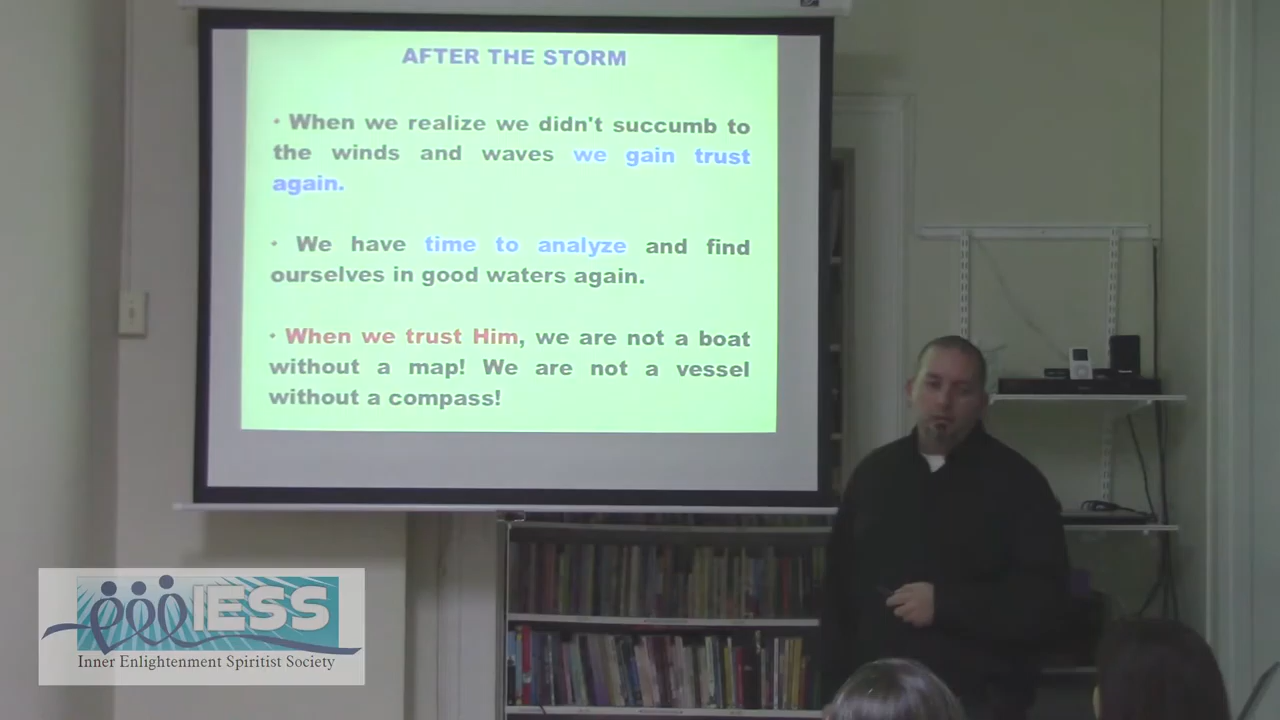 AFTER THE STORM
• When we realize we didn't succumb to
the winds and waves we gain trust
again.
• We have time to analyze and find
ourselves in good waters again.
• When we trust Him, we are not a boat
without a map! We are not a vessel
without a compass!
IESS
Inner Enlightenment Spiritist Society